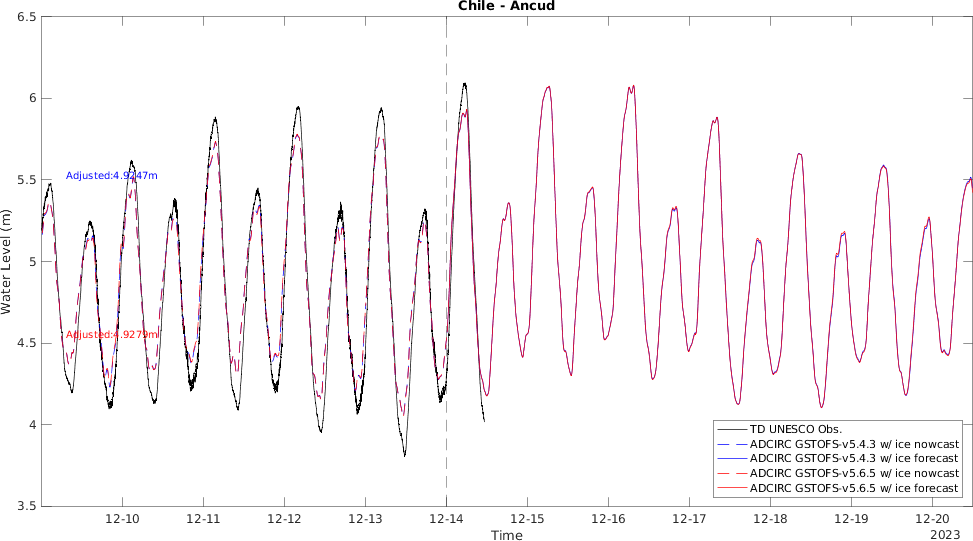 Chile - Ancud
6.5
6
5.5
5
4.5
4
3.5
Water Level (m)
Adjusted:4.9247m
Adjusted:4.9279m
TD UNESCO Obs.
ADCIRC GSTOFS-v5.4.3 w/ ice nowcast
ADCIRC GSTOFS-v5.4.3 w/ ice forecast
ADCIRC GSTOFS-v5.6.5 w/ ice nowcast
ADCIRC GSTOFS-v5.6.5 w/ ice forecast
12-10 12-11 12-12 12-13 12-14 12-15 12-16 12-17 12-18 12-19 12-20
2023
Time